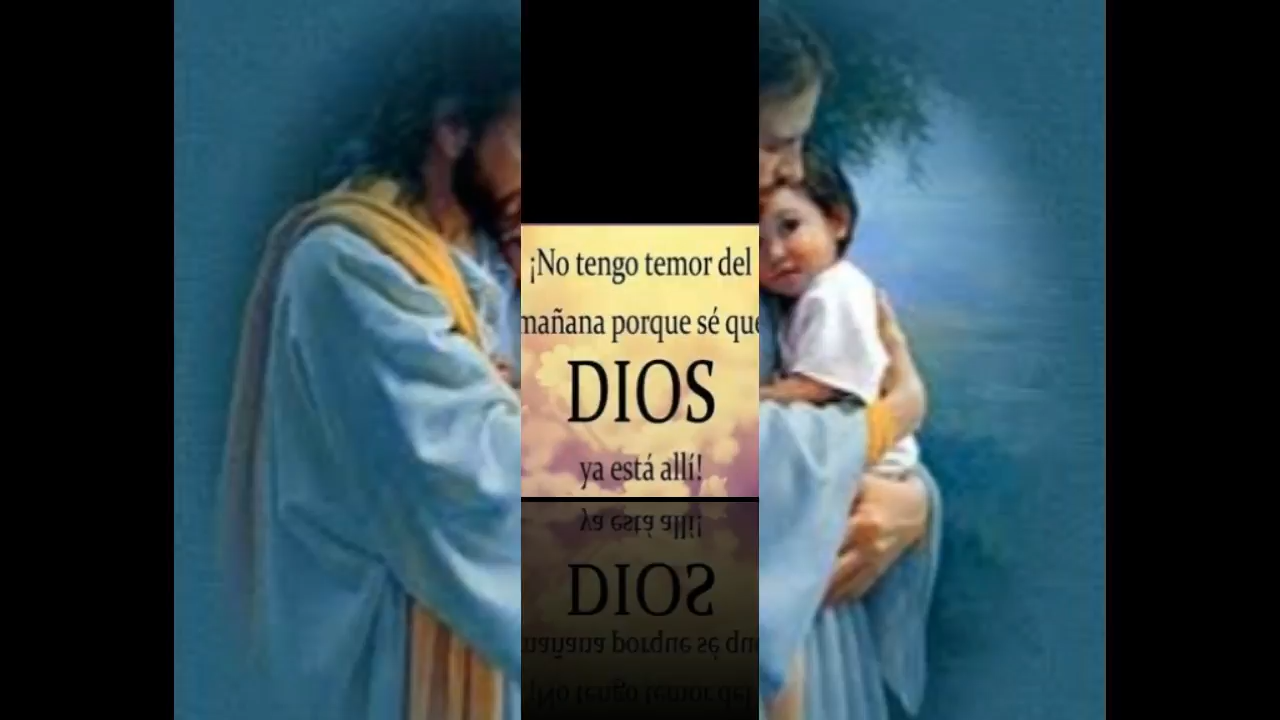 ¡No tengo temor del
mañana porque sé que
DIOS
ya está allí!